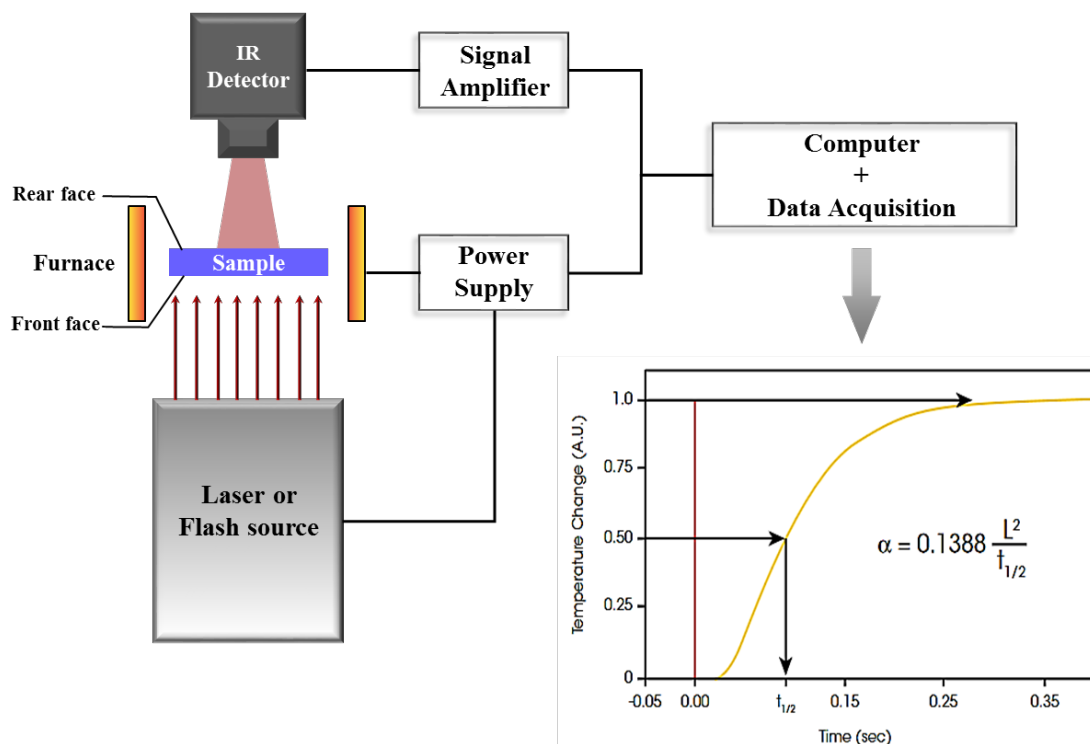 IR
Detector
Signal
Amplifier
Computer
+
Data Acquisition
Rear face
Furnace
Sample
Power
Supply
Front face
Laser or
Flash source
Temperature Change (A.U.)
1.0
0.75
0.50
0.25
0
α = 0.1388 L²/t₁/₂
-0.05 0.00 t₁/₂ 0.15 0.25 0.35
Time (sec)